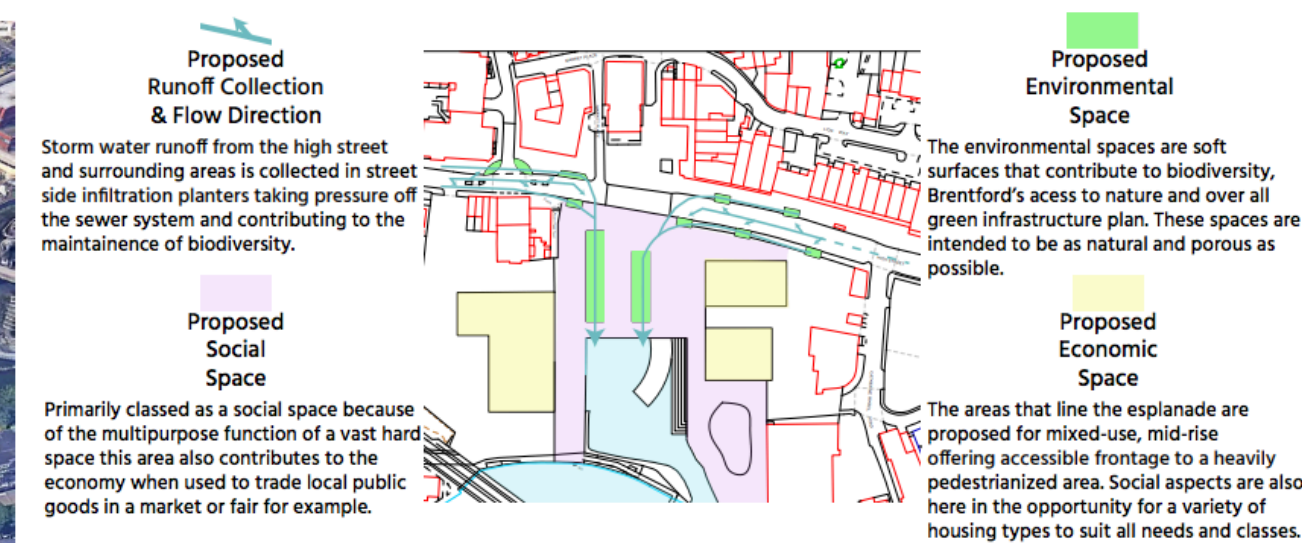 Proposed
Runoff Collection
& Flow Direction
Storm water runoff from the high street
and surrounding areas is collected in street
side infiltration planters taking pressure off
the sewer system and contributing to the
maintainence of biodiversity.
Proposed
Social
Space
Primarily classed as a social space because
of the multipurpose function of a vast hard
space this area also contributes to the
economy when used to trade local public
goods in a market or fair for example.
Proposed
Environmental
Space
The environmental spaces are soft
surfaces that contribute to biodiversity,
Brentford's acess to nature and over all
green infrastructure plan. These spaces are
intended to be as natural and porous as
possible.
Proposed
Economic
Space
The areas that line the esplanade are
proposed for mixed-use, mid-rise
offering accessible frontage to a heavily
pedestrianized area. Social aspects are also
here in the opportunity for a variety of
housing types to suit all needs and classes.